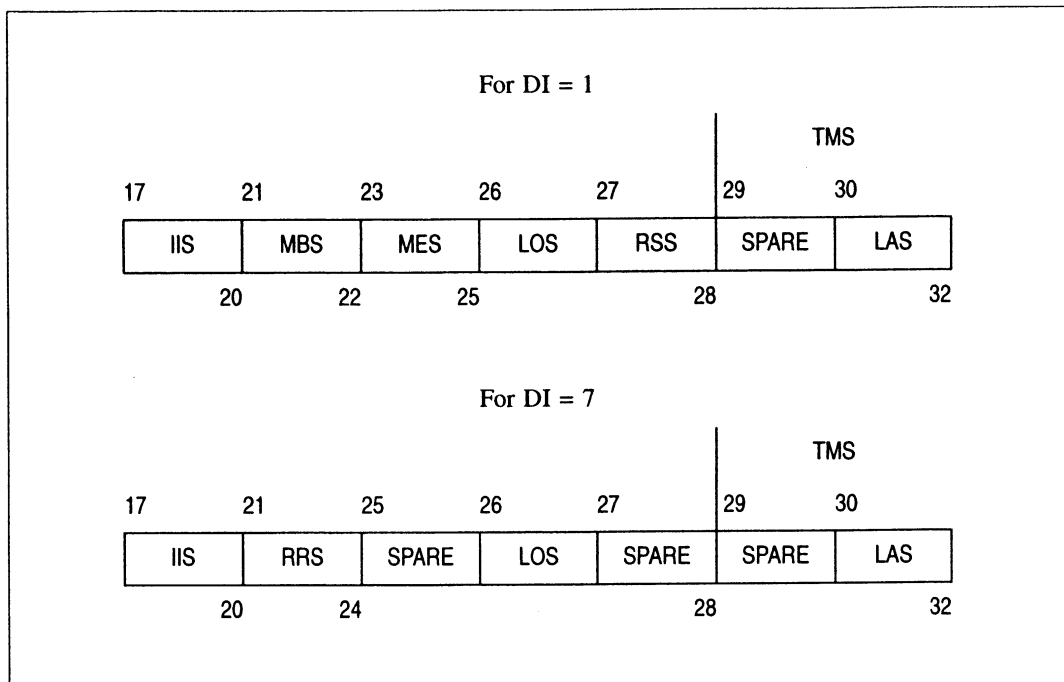 For DI = 1
TMS
17 21 23 26 27 29 30
IIS MBS MES LOS RSS SPARE LAS
20 22 25 28 32
For DI = 7
TMS
17 21 25 26 27 29 30
IIS RRS SPARE LOS SPARE SPARE LAS
20 24 28 32